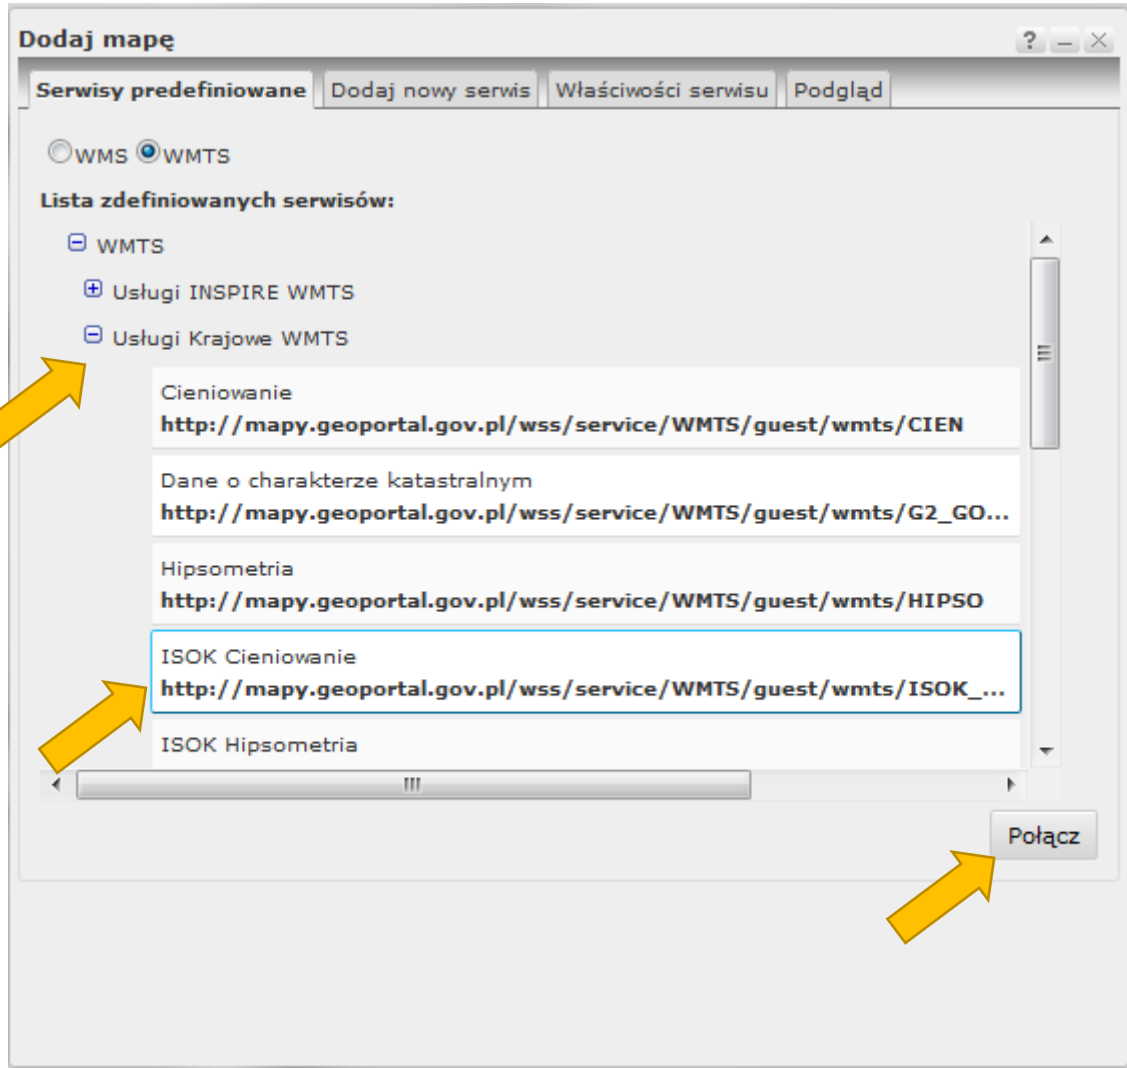 Dodaj mapę
Serwisy predefiniowane Dodaj nowy serwis Właściwości serwisu Podgląd
WMS WMTS
Lista zdefiniowanych serwisów:
WMTS
Usługi INSPIRE WMTS
Usługi Krajowe WMTS
Cieniowanie
http://mapy.geoportal.gov.pl/wss/service/WMTS/guest/wmts/CIEN
Dane o charakterze katastralnym
http://mapy.geoportal.gov.pl/wss/service/WMTS/guest/wmts/G2_GO...
Hipsometria
http://mapy.geoportal.gov.pl/wss/service/WMTS/guest/wmts/HIPSO
ISOK Cieniowanie
http://mapy.geoportal.gov.pl/wss/service/WMTS/guest/wmts/ISOK_...
ISOK Hipsometria
Połącz